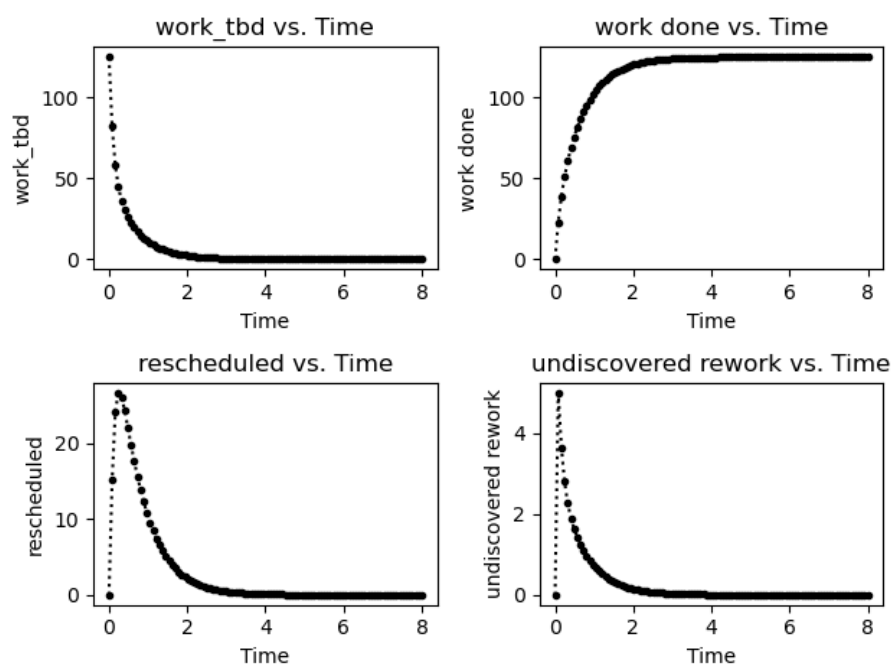 work_tbd vs. Time
work_tbd
100
50
0
0 2 4 6 8
Time
work done vs. Time
work done
100
50
0
0 2 4 6 8
Time
rescheduled vs. Time
rescheduled
20
10
0
0 2 4 6 8
Time
undiscovered rework vs. Time
undiscovered rework
4
2
0
0 2 4 6 8
Time